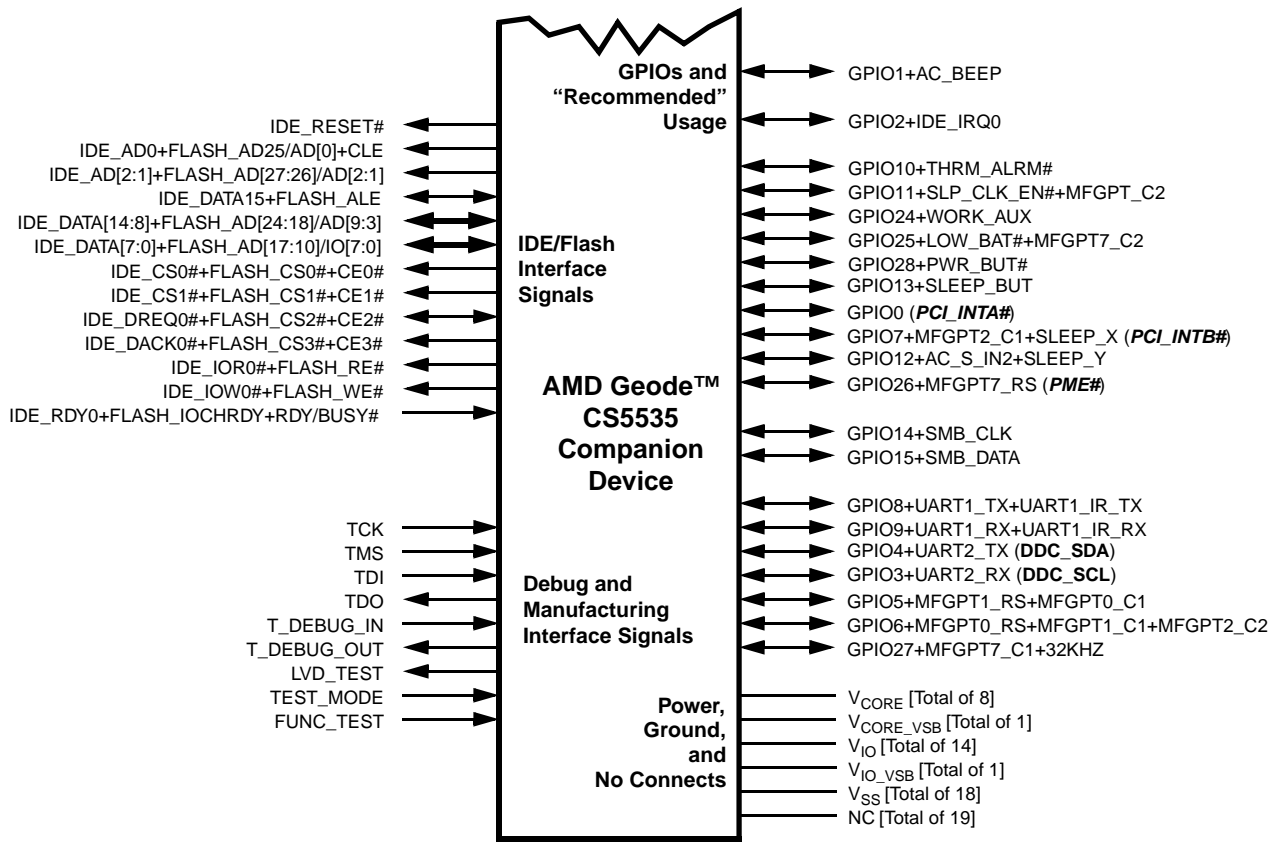 IDE_RESET#
IDE_AD0+FLASH_AD25/AD[0]+CLE
IDE_AD[2:1]+FLASH_AD[27:26]/AD[2:1]
IDE_DATA15+FLASH_ALE
IDE_DATA[14:8]+FLASH_AD[24:18]/AD[9:3]
IDE_DATA[7:0]+FLASH_AD[17:10]/IO[7:0]
IDE_CS0#+FLASH_CS0#+CE0#
IDE_CS1#+FLASH_CS1#+CE1#
IDE_DREQ0#+FLASH_CS2#+CE2#
IDE_DACK0#+FLASH_CS3#+CE3#
IDE_IOR0#+FLASH_RE#
IDE_IOW0#+FLASH_WE#
IDE_RDY0+FLASH_IOCHRDY+RDY/BUSY#
TCK
TMS
TDI
TDO
T_DEBUG_IN
T_DEBUG_OUT
LVD_TEST
TEST_MODE
FUNC_TEST
GPIOs and
“Recommended”
Usage
IDE/Flash
Interface
Signals
AMD Geode™
CS5535
Companion
Device
Debug and
Manufacturing
Interface Signals
Power,
Ground,
and
No Connects
GPIO1+AC_BEEP
GPIO2+IDE_IRQ0
GPIO10+THRM_ALRM#
GPIO11+SLP_CLK_EN#+MFGPT_C2
GPIO24+WORK_AUX
GPIO25+LOW_BAT#+MFGPT7_C2
GPIO28+PWR_BUT#
GPIO13+SLEEP_BUT
GPIO0 (PCI_INTA#)
GPIO7+MFGPT2_C1+SLEEP_X (PCI_INTB#)
GPIO12+AC_S_IN2+SLEEP_Y
GPIO26+MFGPT7_RS (PME#)
GPIO14+SMB_CLK
GPIO15+SMB_DATA
GPIO8+UART1_TX+UART1_IR_TX
GPIO9+UART1_RX+UART1_IR_RX
GPIO4+UART2_TX (DDC_SDA)
GPIO3+UART2_RX (DDC_SCL)
GPIO5+MFGPT1_RS+MFGPT0_C1
GPIO6+MFGPT0_RS+MFGPT1_C1+MFGPT2_C2
GPIO27+MFGPT7_C1+32KHZ
VCORE [Total of 8]
VCORE_VSB [Total of 1]
VIO [Total of 14]
VIO_VSB [Total of 1]
VSS [Total of 18]
NC [Total of 19]